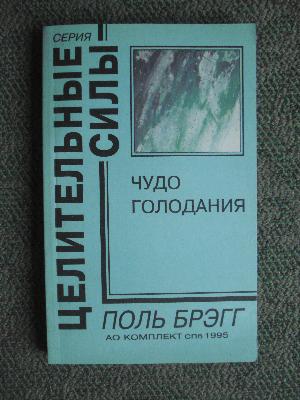 СЕРИЯ
ЦЕЛИТЕЛЬНЫЕ
СИЛЫ
ЧУДО
ГОЛОДАНИЯ
ПОЛЬ БРЭГГ
АО КОМПЛЕКТ СПб 1995